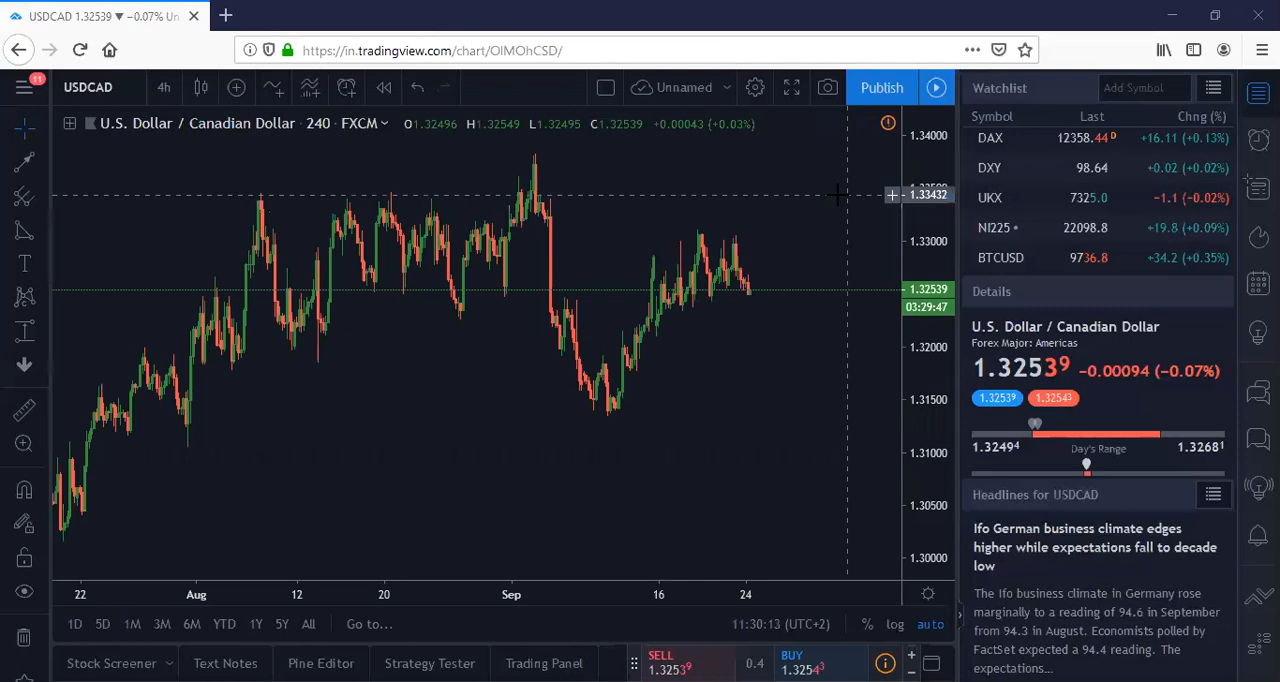 USDCAD 1.32539 ▼ −0.07% Un
https://in.tradingview.com/chart/OlMOhCSD/
11
USDCAD
4h
Unnamed
Publish
U.S. Dollar / Canadian Dollar · 240 · FXCM
O1.32496 H1.32549 L1.32495 C1.32539 +0.00043 (+0.03%)
1.34000
1.33432
1.33000
1.32539
03:29:47
1.32000
1.31500
1.31000
1.30500
1.30000
22 Aug 12 20 Sep 16 24
1D 5D 1M 3M 6M YTD 1Y 5Y All Go to...
11:30:13 (UTC+2) % log auto
Stock Screener Text Notes Pine Editor Strategy Tester Trading Panel
SELL
1.32539
0.4
BUY
1.32543
Watchlist
Add Symbol
Symbol Last Chng (%)
DAX 12358.44 D +16.11 (+0.13%)
DXY 98.64 +0.02 (+0.02%)
UKX 7325.0 −1.1 (−0.02%)
NI225 22098.8 +19.8 (+0.09%)
BTCUSD 9736.8 +34.2 (+0.35%)
Details
U.S. Dollar / Canadian Dollar
Forex Major: Americas
1.32539 −0.00094 (−0.07%)
1.32539 1.32543
1.32494 Day's Range 1.32681
Headlines for USDCAD
Ifo German business climate edges
higher while expectations fall to decade
low
The Ifo business climate in Germany rose
marginally to a reading of 94.6 in September
from 94.3 in August. Economists polled by
FactSet expected a 94.4 reading. The
expectations...